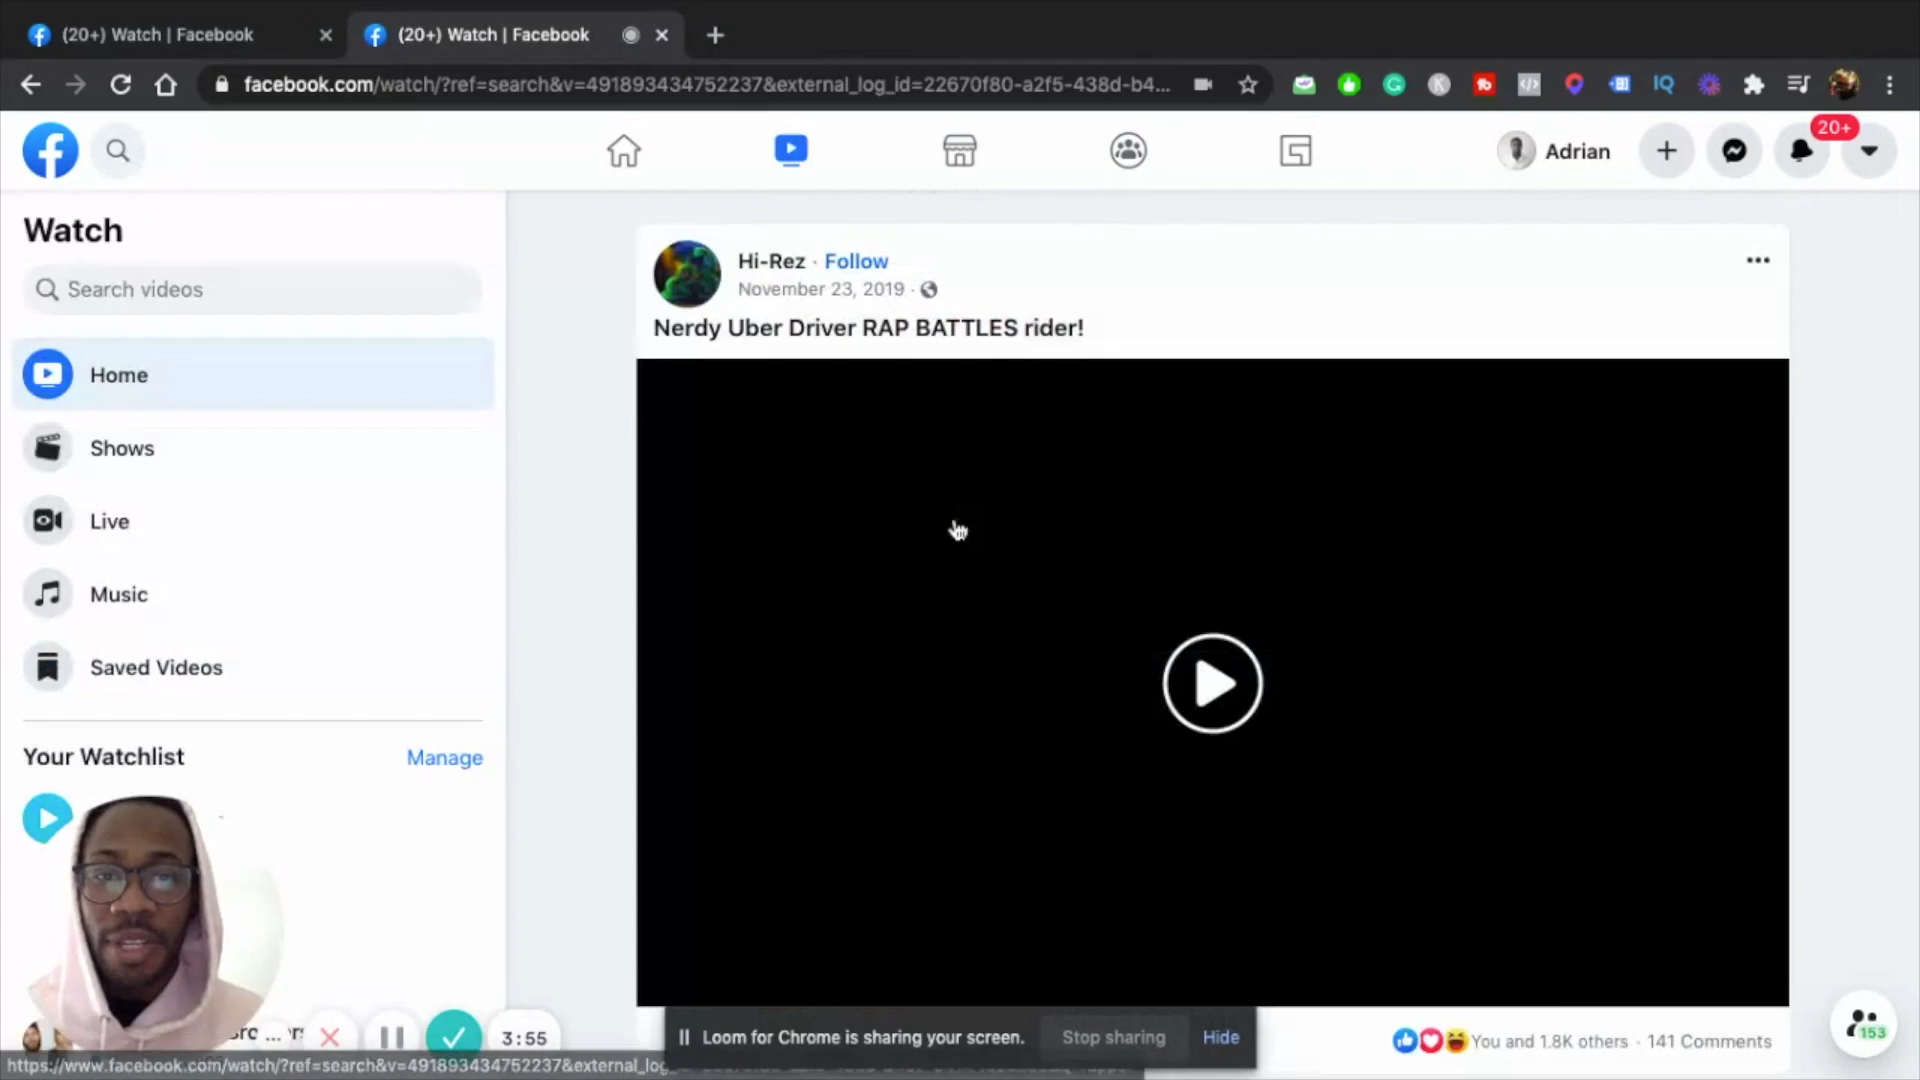 (20+) Watch | Facebook
(20+) Watch | Facebook
facebook.com/watch/?ref=search&v=491893434752237&external_log_id=22670f80-a2f5-438d-b4...
IQ
20+
Adrian
Watch
Search videos
Home
Shows
Live
Music
Saved Videos
Your Watchlist
Manage
Hi-Rez · Follow
November 23, 2019 ·
Nerdy Uber Driver RAP BATTLES rider!
3:55
Loom for Chrome is sharing your screen.
Stop sharing
Hide
You and 1.8K others · 141 Comments
153
https://www.facebook.com/watch/?ref=search&v=491893434752237&external_log